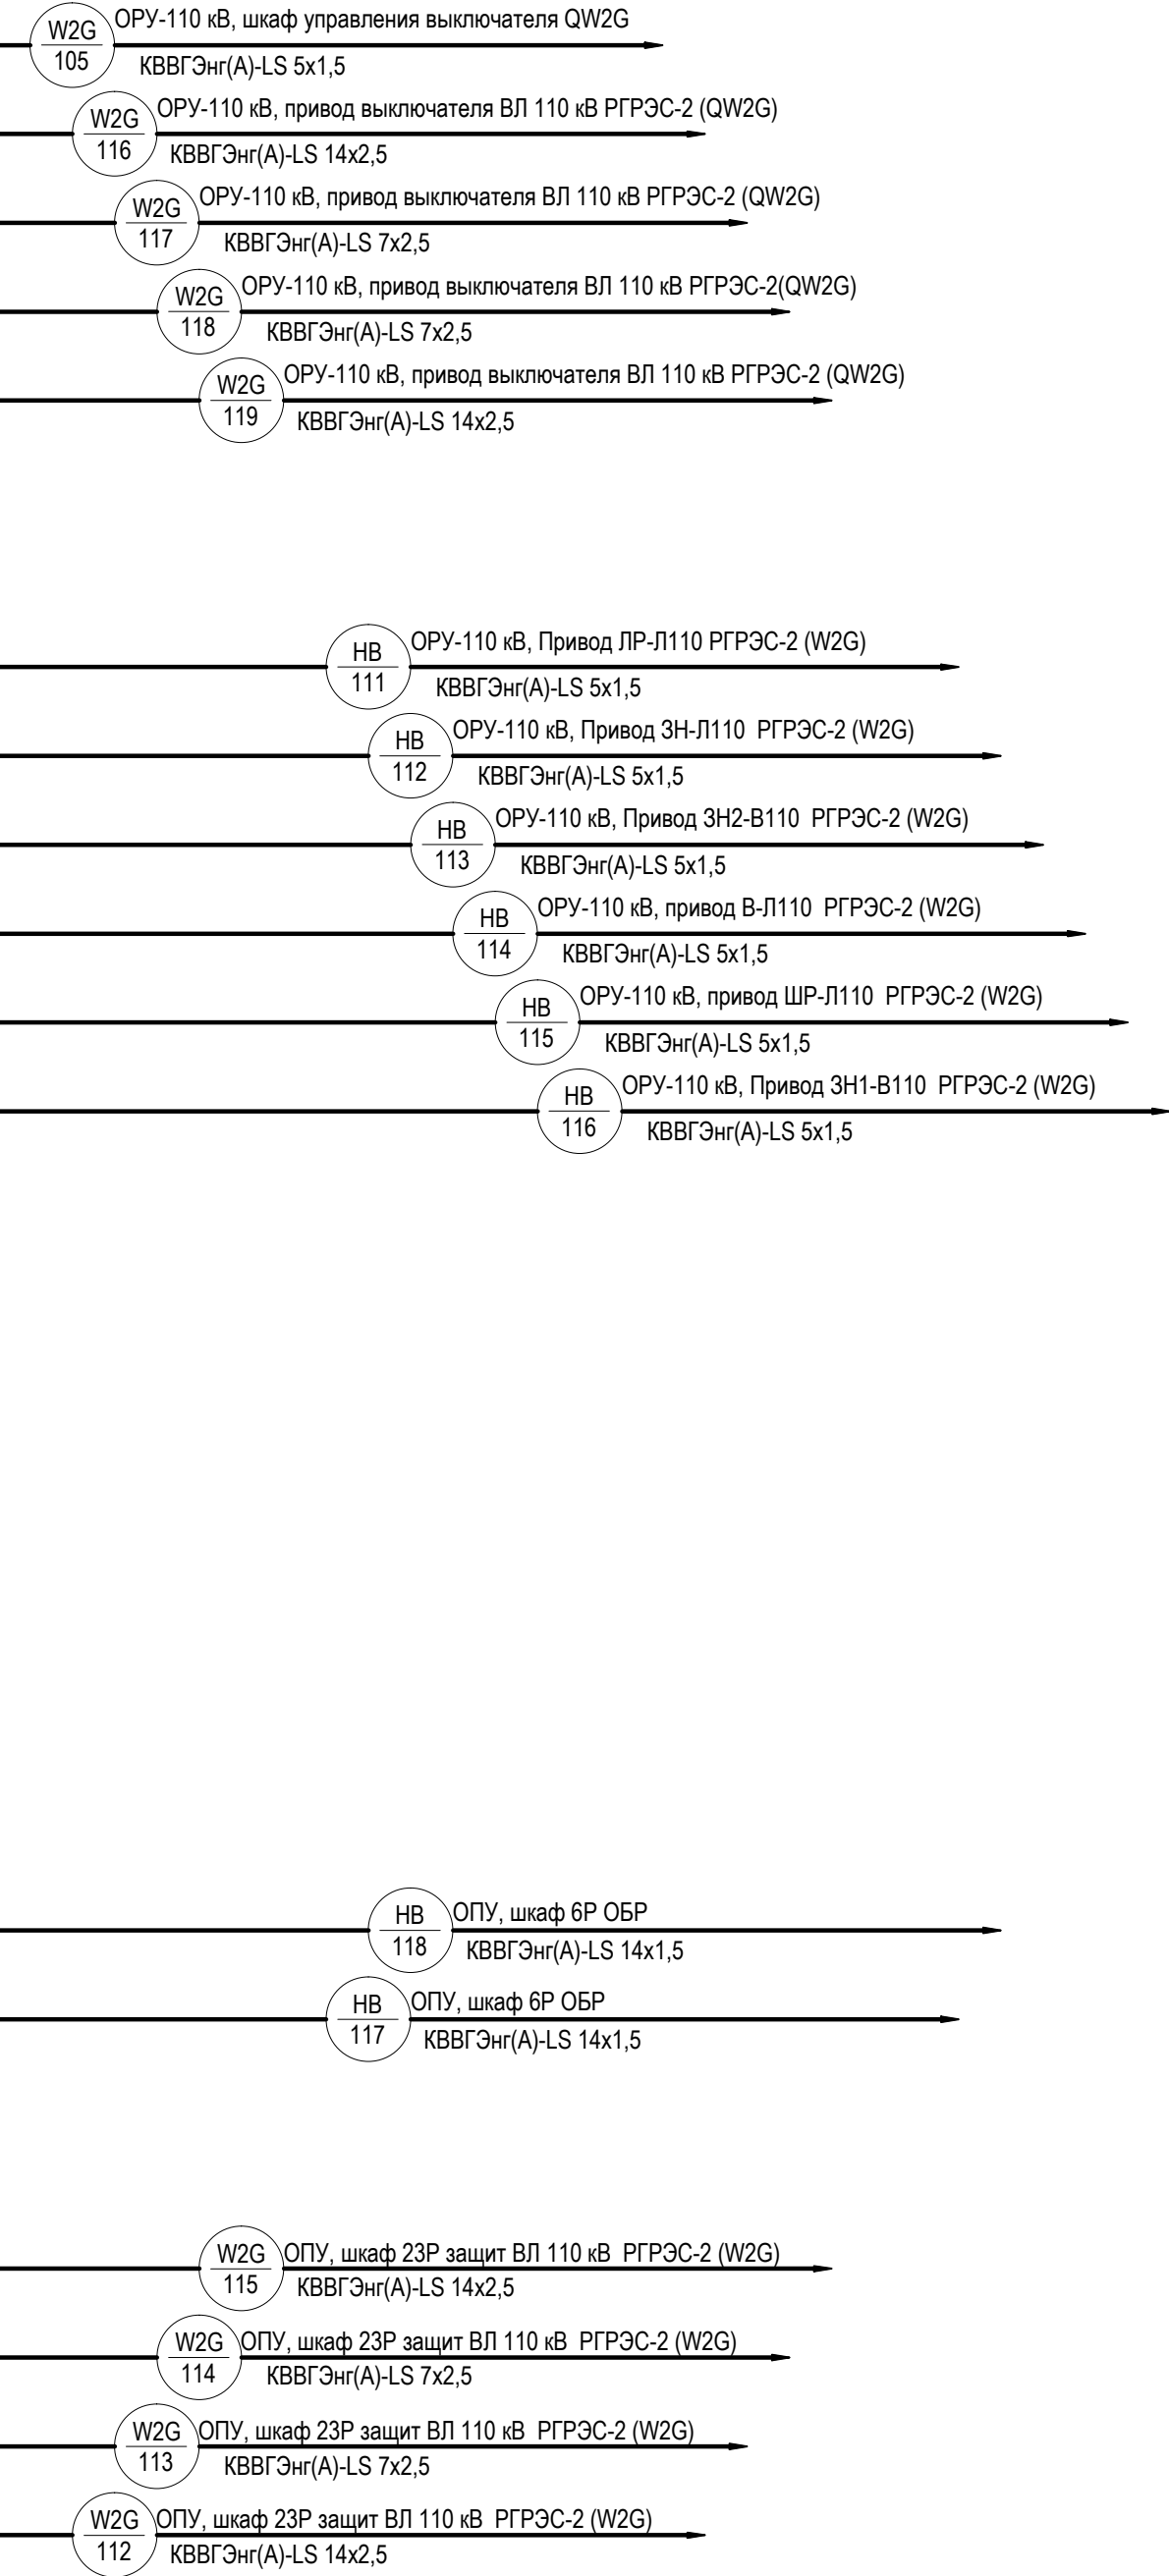 W2G
105
ОРУ-110 кВ, шкаф управления выключателя QW2G
КВВГЭнг(А)-LS 5х1,5
W2G
116
ОРУ-110 кВ, привод выключателя ВЛ 110 кВ РГРЭС-2 (QW2G)
КВВГЭнг(А)-LS 14х2,5
W2G
117
ОРУ-110 кВ, привод выключателя ВЛ 110 кВ РГРЭС-2 (QW2G)
КВВГЭнг(А)-LS 7х2,5
W2G
118
ОРУ-110 кВ, привод выключателя ВЛ 110 кВ РГРЭС-2(QW2G)
КВВГЭнг(А)-LS 7х2,5
W2G
119
ОРУ-110 кВ, привод выключателя ВЛ 110 кВ РГРЭС-2 (QW2G)
КВВГЭнг(А)-LS 14х2,5
НВ
111
ОРУ-110 кВ, Привод ЛР-Л110 РГРЭС-2 (W2G)
КВВГЭнг(А)-LS 5х1,5
НВ
112
ОРУ-110 кВ, Привод ЗН-Л110 РГРЭС-2 (W2G)
КВВГЭнг(А)-LS 5х1,5
НВ
113
ОРУ-110 кВ, Привод ЗН2-В110 РГРЭС-2 (W2G)
КВВГЭнг(А)-LS 5х1,5
НВ
114
ОРУ-110 кВ, привод В-Л110 РГРЭС-2 (W2G)
КВВГЭнг(А)-LS 5х1,5
НВ
115
ОРУ-110 кВ, привод ШР-Л110 РГРЭС-2 (W2G)
КВВГЭнг(А)-LS 5х1,5
НВ
116
ОРУ-110 кВ, Привод ЗН1-В110 РГРЭС-2 (W2G)
КВВГЭнг(А)-LS 5х1,5
НВ
118
ОПУ, шкаф 6Р ОБР
КВВГЭнг(А)-LS 14х1,5
НВ
117
ОПУ, шкаф 6Р ОБР
КВВГЭнг(А)-LS 14х1,5
W2G
115
ОПУ, шкаф 23Р защит ВЛ 110 кВ РГРЭС-2 (W2G)
КВВГЭнг(А)-LS 14х2,5
W2G
114
ОПУ, шкаф 23Р защит ВЛ 110 кВ РГРЭС-2 (W2G)
КВВГЭнг(А)-LS 7х2,5
W2G
113
ОПУ, шкаф 23Р защит ВЛ 110 кВ РГРЭС-2 (W2G)
КВВГЭнг(А)-LS 7х2,5
W2G
112
ОПУ, шкаф 23Р защит ВЛ 110 кВ РГРЭС-2 (W2G)
КВВГЭнг(А)-LS 14х2,5